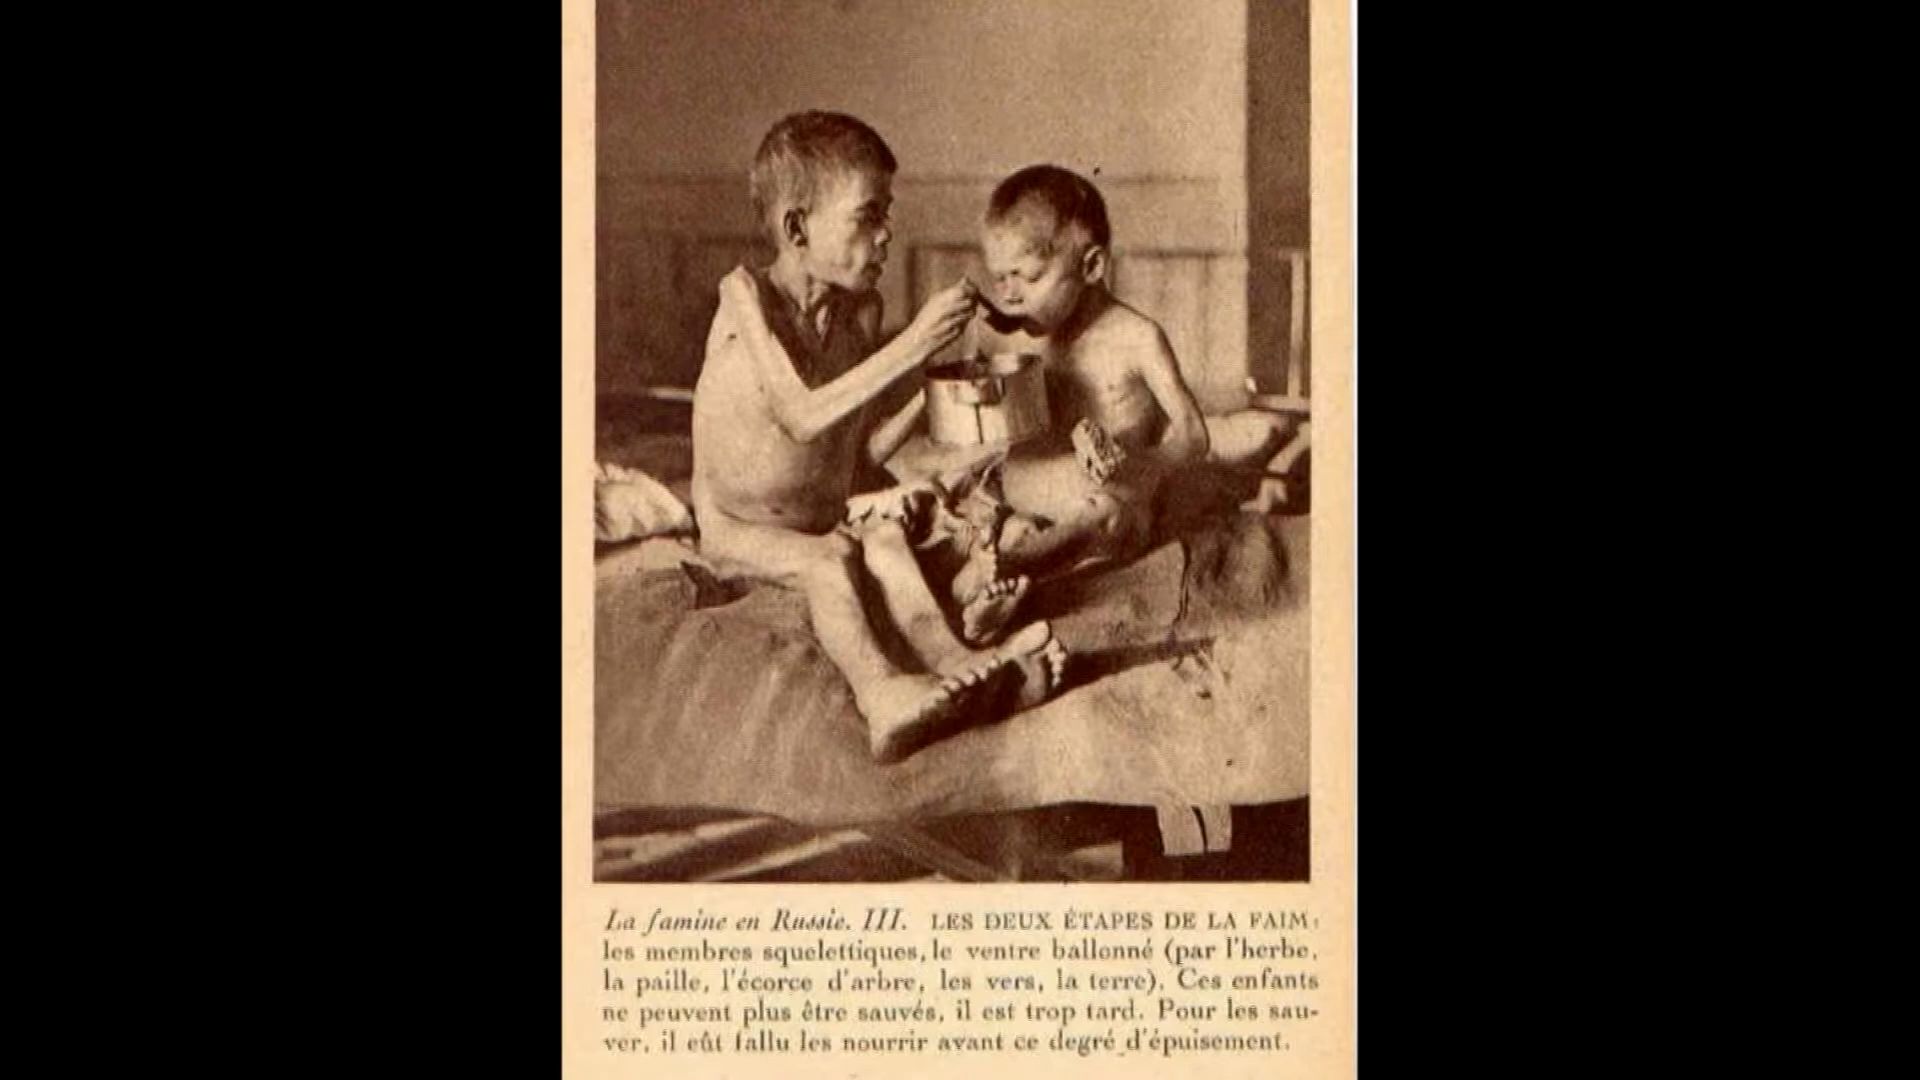 La famine en Russie. III. LES DEUX ÉTAPES DE LA FAIM:
les membres squelettiques, le ventre ballonné (par l'herbe,
la paille, l'écorce d'arbre, les vers, la terre). Ces enfants
ne peuvent plus être sauvés, il est trop tard. Pour les sau-
ver, il eût fallu les nourrir avant ce degré d'épuisement.